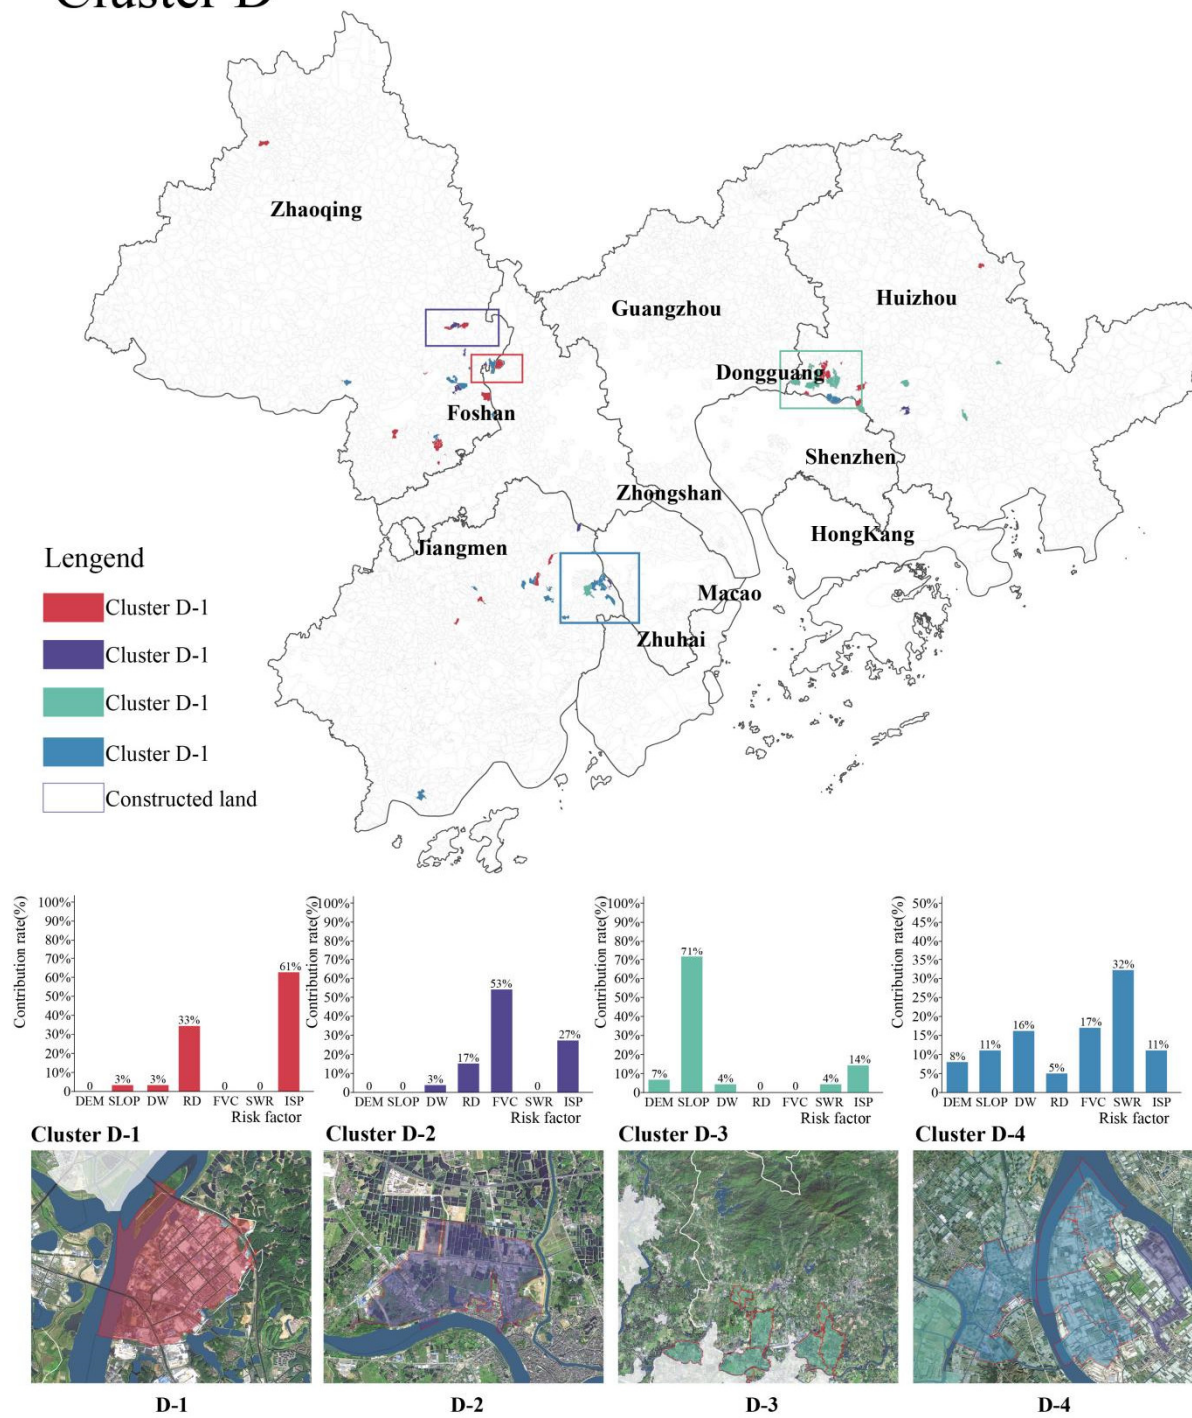 Cluster D
Zhaoqing
Guangzhou
Huizhou
Dongguang
Foshan
Shenzhen
Zhongshan
HongKang
Jiangmen
Macao
Zhuhai
Lengend
Cluster D-1
Cluster D-1
Cluster D-1
Cluster D-1
Constructed land
Contribution rate(%)
100%
90%
80%
70%
60%
50%
40%
30%
20%
10%
0
0
3%
3%
33%
0
0
61%
DEM SLOP DW RD FVC SWR ISP
Risk factor
Cluster D-1
Contribution rate(%)
100%
90%
80%
70%
60%
50%
40%
30%
20%
10%
0
0
0
3%
17%
53%
0
27%
DEM SLOP DW RD FVC SWR ISP
Risk factor
Cluster D-2
Contribution rate(%)
100%
90%
80%
70%
60%
50%
40%
30%
20%
10%
0
7%
71%
4%
0
0
4%
14%
DEM SLOP DW RD FVC SWR ISP
Risk factor
Cluster D-3
Contribution rate(%)
50%
45%
40%
35%
30%
25%
20%
15%
10%
5%
0
8%
11%
16%
5%
17%
32%
11%
DEM SLOP DW RD FVC SWR ISP
Risk factor
Cluster D-4
D-1
D-2
D-3
D-4